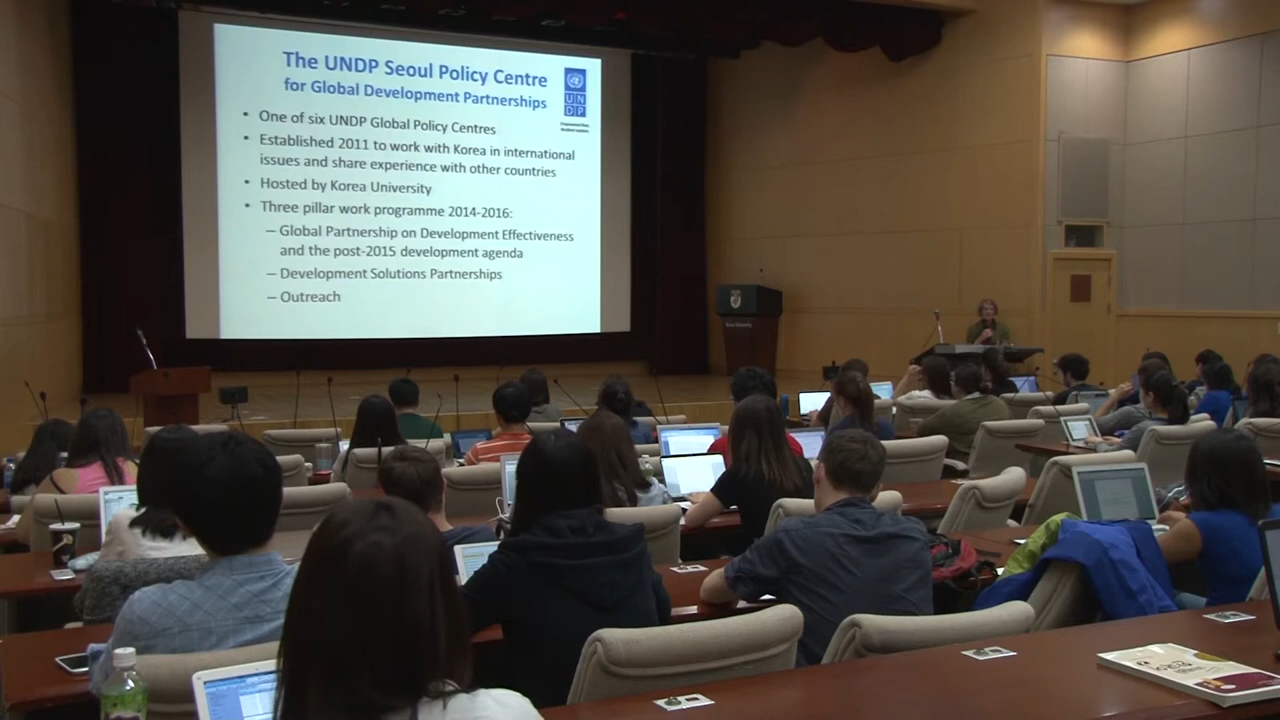 The UNDP Seoul Policy Centre
for Global Development Partnerships
U N
D P
• One of six UNDP Global Policy Centres
• Established 2011 to work with Korea in international
issues and share experience with other countries
• Hosted by Korea University
• Three pillar work programme 2014-2016:
– Global Partnership on Development Effectiveness
and the post-2015 development agenda
– Development Solutions Partnerships
– Outreach